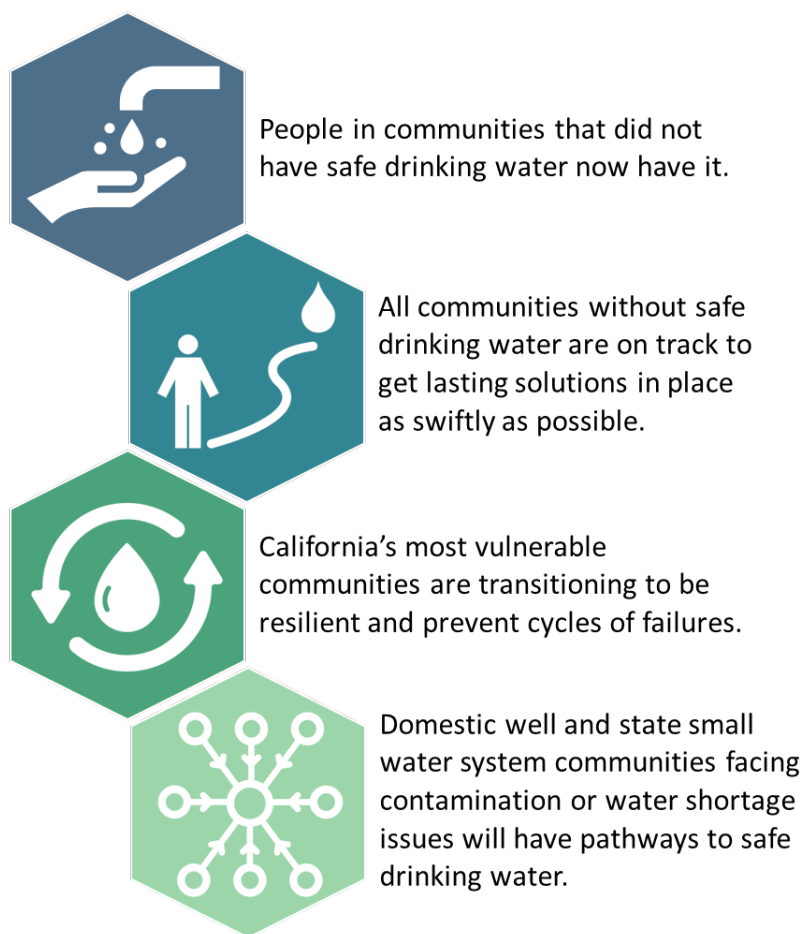 People in communities that did not
have safe drinking water now have it.
All communities without safe
drinking water are on track to
get lasting solutions in place
as swiftly as possible.
California’s most vulnerable
communities are transitioning to be
resilient and prevent cycles of failures.
Domestic well and state small
water system communities facing
contamination or water shortage
issues will have pathways to safe
drinking water.